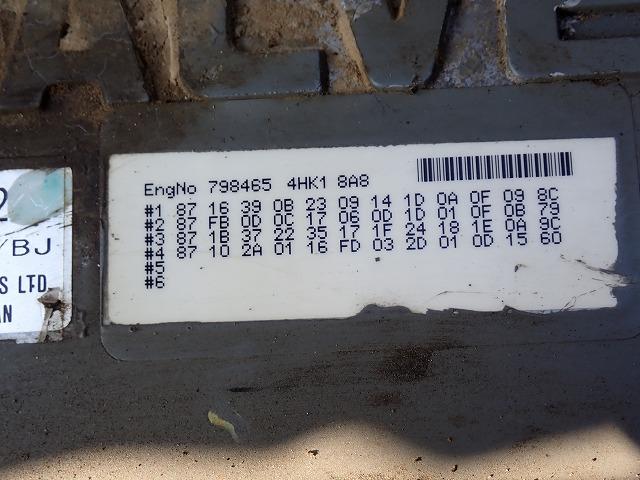 EngNo 798465 4HK1 8A8
#1 87 16 39 0B 23 09 14 1D 0A 0F 09 8C
#2 87 FB 0D 0C 17 06 0D 1D 01 0F 0B 79
#3 87 1B 37 22 35 17 1F 24 18 1E 0A 9C
#4 87 10 2A 01 16 FD 03 2D 01 0D 15 60
#5
#6
2
/BJ
S LTD.
AN